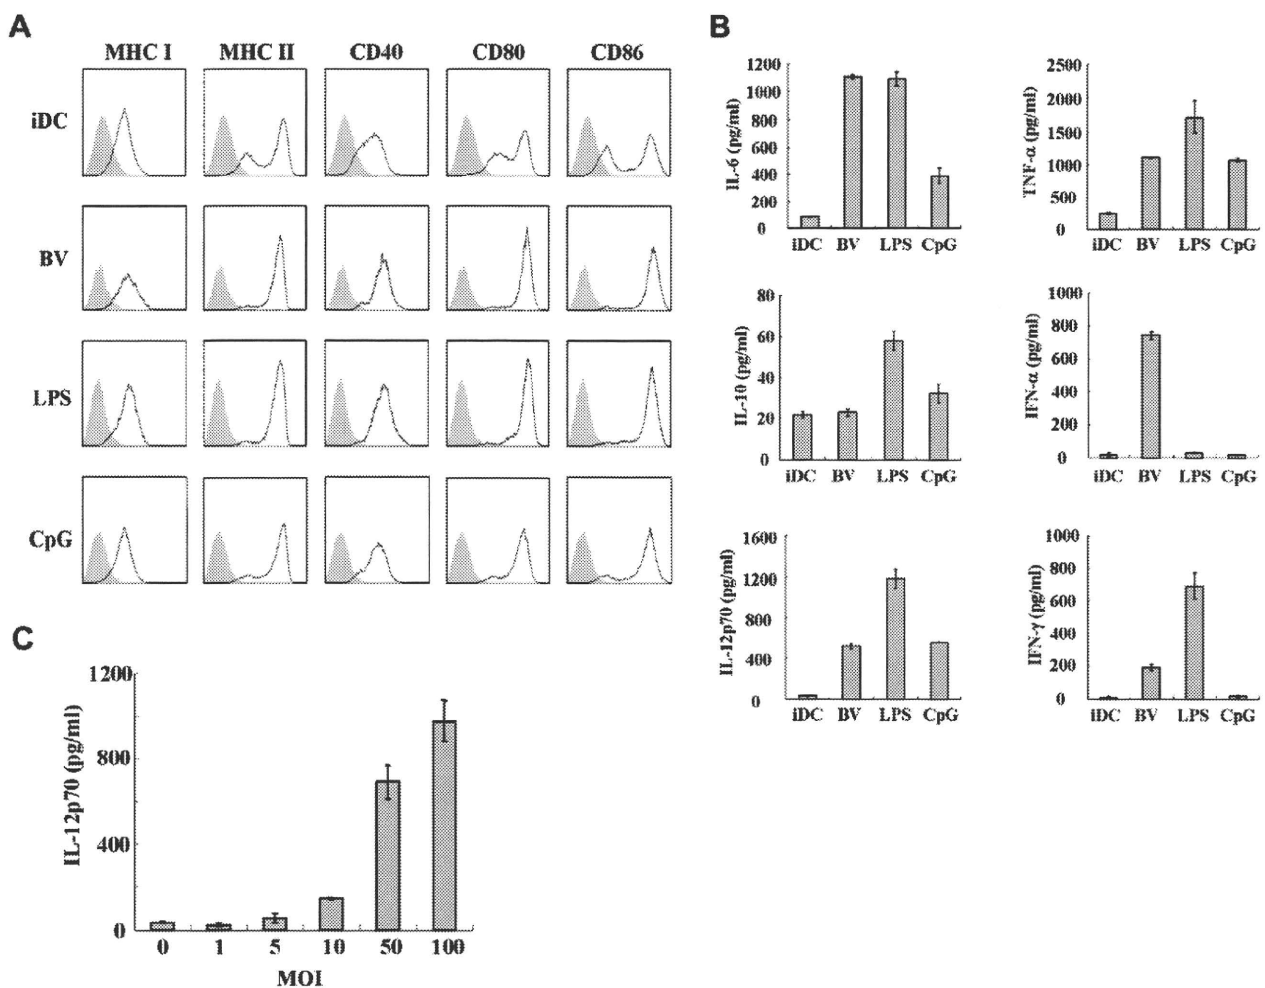 A
MHC I MHC II CD40 CD80 CD86
iDC
BV
LPS
CpG
B
1200
1000
800
600
400
200
0
IL-6 (pg/ml)
iDC BV LPS CpG
2500
2000
1500
1000
500
0
TNF-α (pg/ml)
iDC BV LPS CpG
80
60
40
20
0
IL-10 (pg/ml)
iDC BV LPS CpG
1000
800
600
400
200
0
IFN-α (pg/ml)
iDC BV LPS CpG
1600
1200
800
400
0
IL-12p70 (pg/ml)
iDC BV LPS CpG
1000
800
600
400
200
0
IFN-γ (pg/ml)
iDC BV LPS CpG
C
1200
800
400
0
IL-12p70 (pg/ml)
0 1 5 10 50 100
MOI